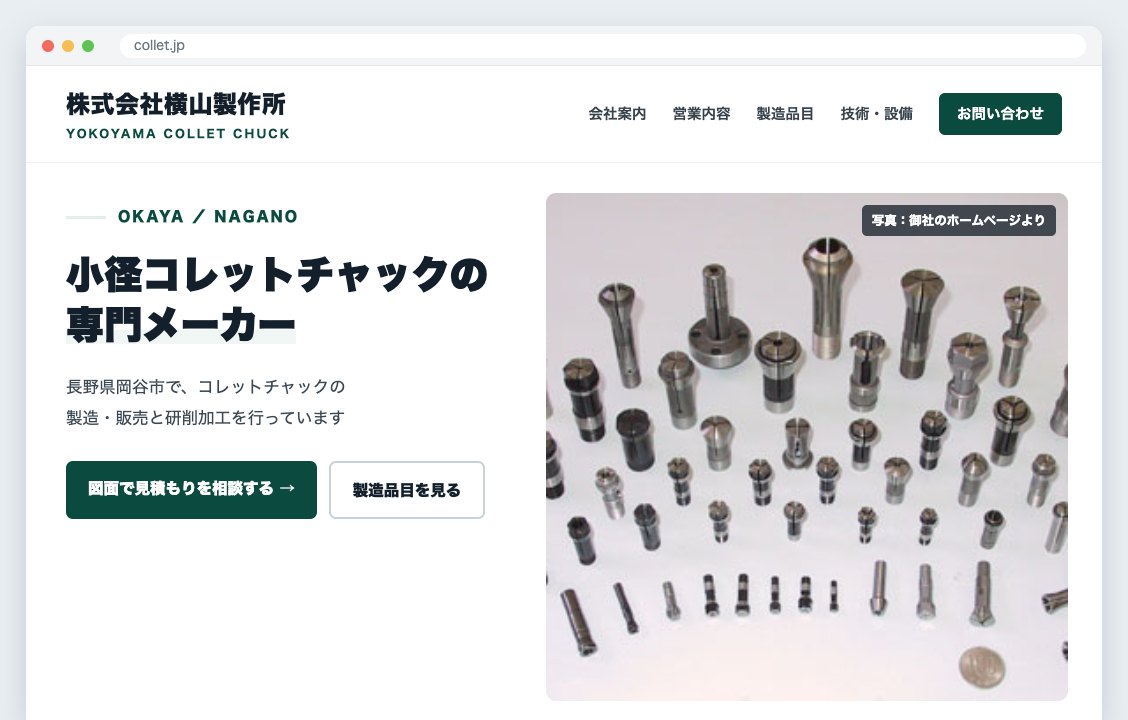 collet.jp
株式会社横山製作所
YOKOYAMA COLLET CHUCK
会社案内
営業内容
製造品目
技術・設備
お問い合わせ
OKAYA ／ NAGANO
小径コレットチャックの
専門メーカー
長野県岡谷市で、コレットチャックの
製造・販売と研削加工を行っています
図面で見積もりを相談する →
製造品目を見る
写真：御社のホームページより